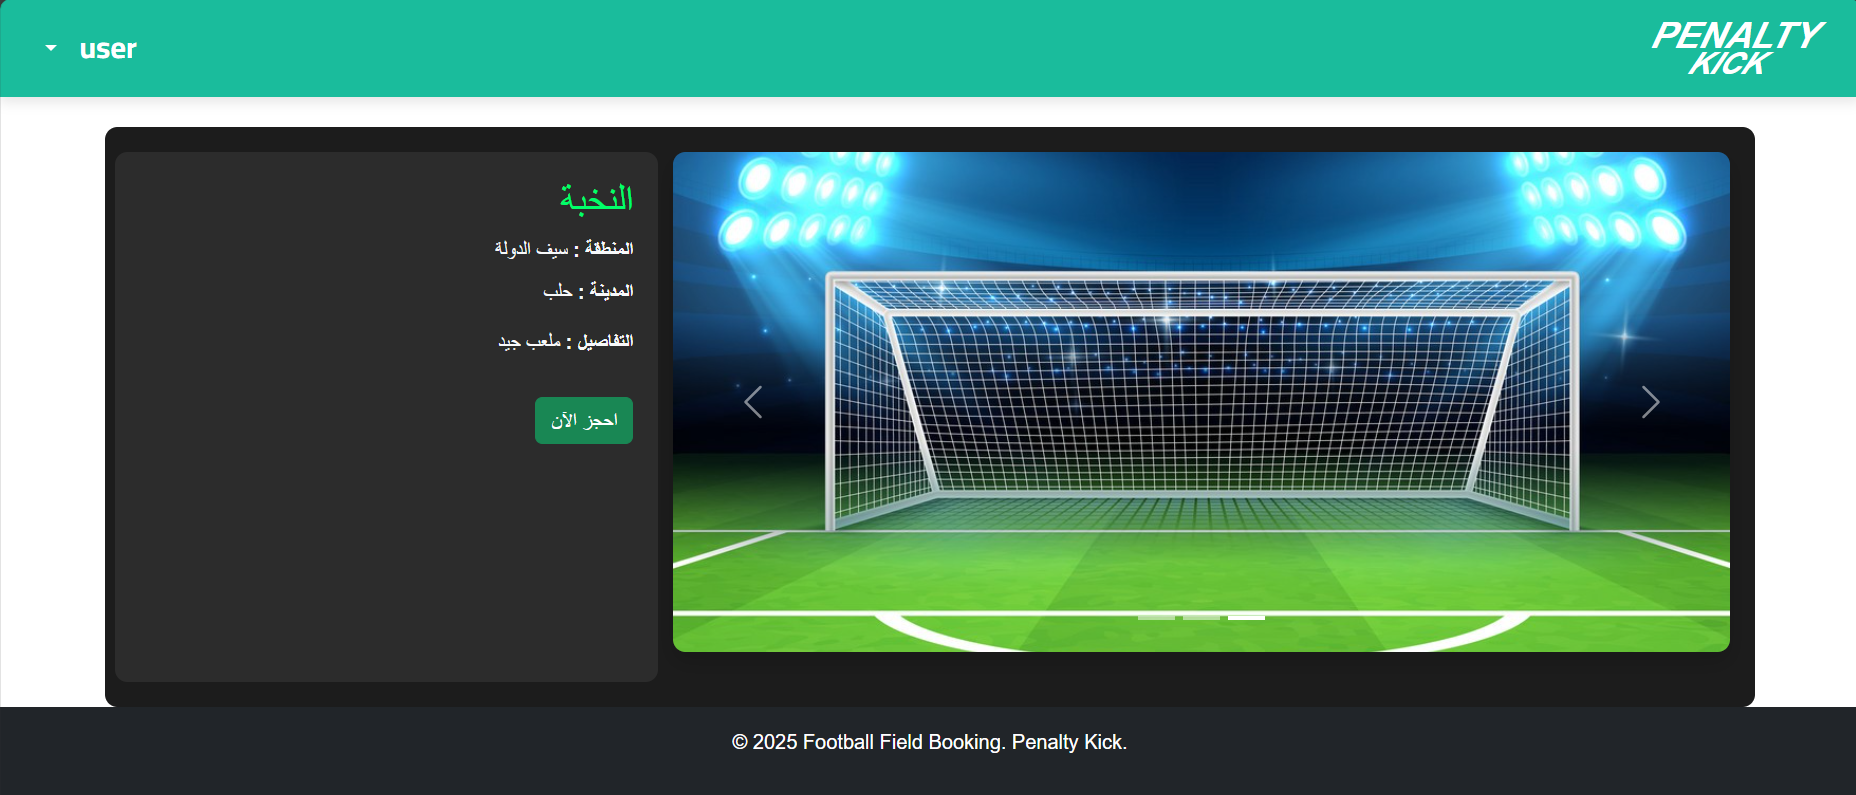 PENALTY
KICK
user
النخبة
المنطقة : سيف الدولة
المدينة : حلب
التفاصيل : ملعب جيد
احجز الآن
© 2025 Football Field Booking. Penalty Kick.